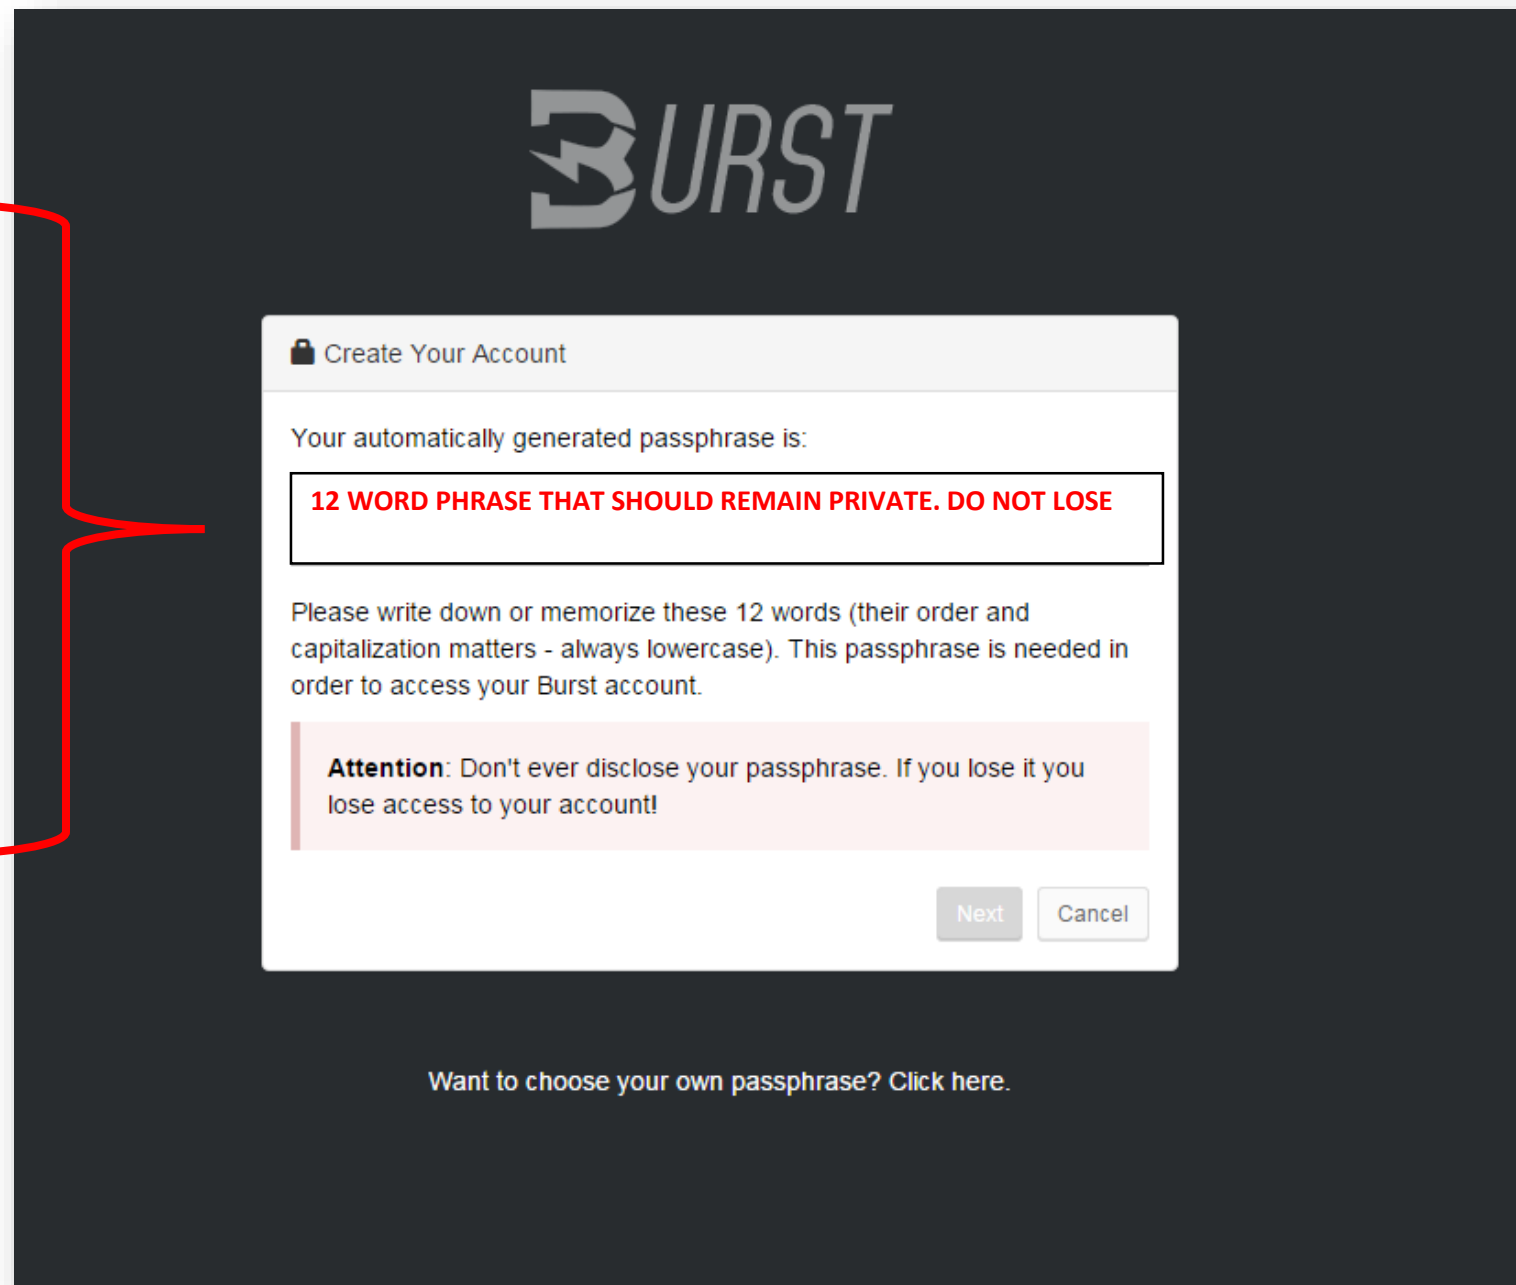 BURST
Create Your Account
Your automatically generated passphrase is:
12 WORD PHRASE THAT SHOULD REMAIN PRIVATE. DO NOT LOSE
Please write down or memorize these 12 words (their order and
capitalization matters - always lowercase). This passphrase is needed in
order to access your Burst account.
Attention: Don't ever disclose your passphrase. If you lose it you
lose access to your account!
Next Cancel
Want to choose your own passphrase? Click here.